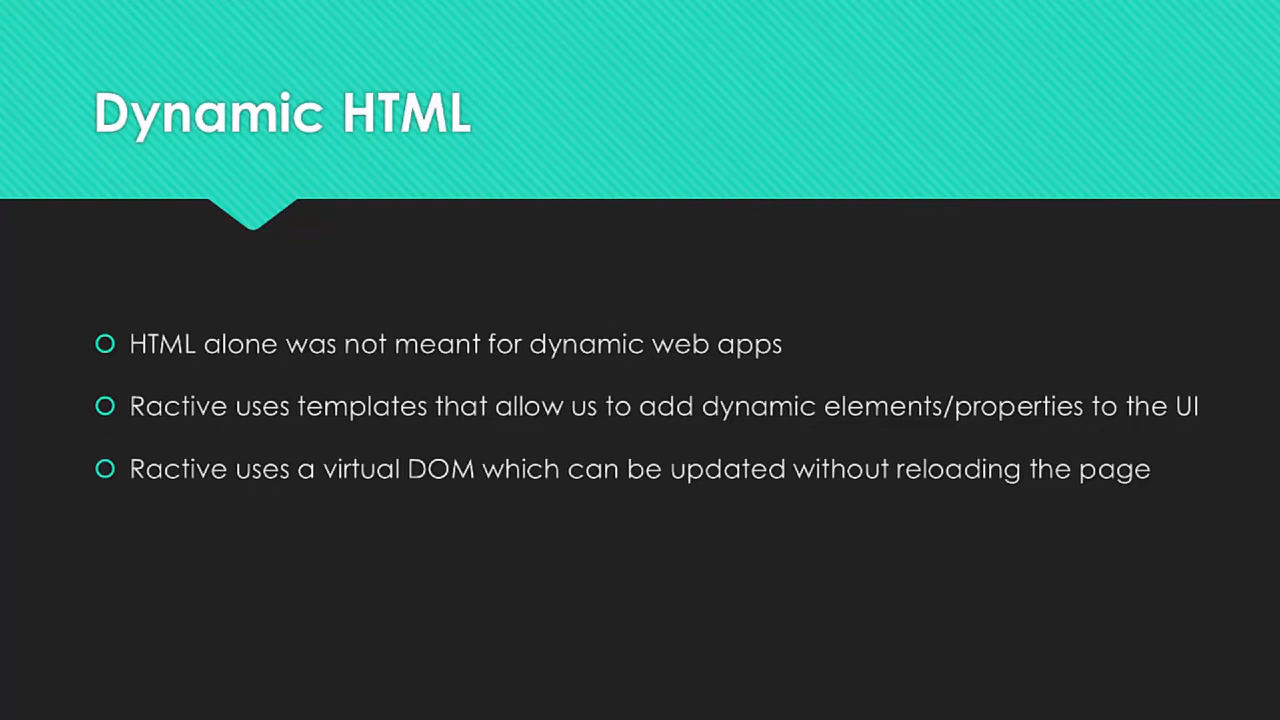 Dynamic HTML
HTML alone was not meant for dynamic web apps
Ractive uses templates that allow us to add dynamic elements/properties to the UI
Ractive uses a virtual DOM which can be updated without reloading the page